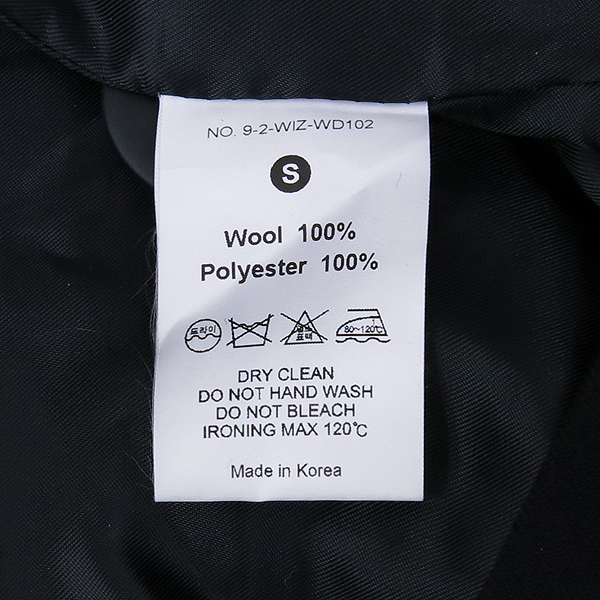 NO. 9-2-WIZ-WD102
S
Wool 100%
Polyester 100%
드라이
80~120℃
DRY CLEAN
DO NOT HAND WASH
DO NOT BLEACH
IRONING MAX 120℃
Made in Korea